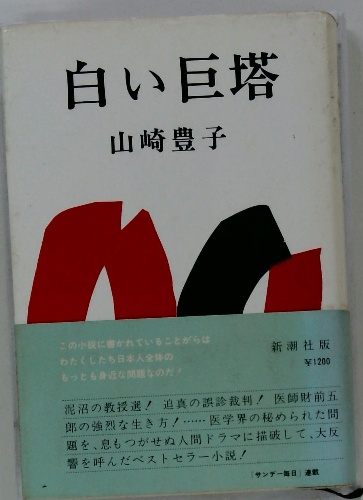 白い巨塔
山崎豊子
この小説に書かれていることがらは
わたくしたち日本人全体の
もっとも身近な問題なのだ！
新潮社版
¥1200
泥沼の教授選！ 迫真の誤診裁判！ 医師財前五
郎の強烈な生き方！……医学界の秘められた問
題を、息もつがせぬ人間ドラマに描破して、大反
響を呼んだベストセラー小説！
「サンデー毎日」連載